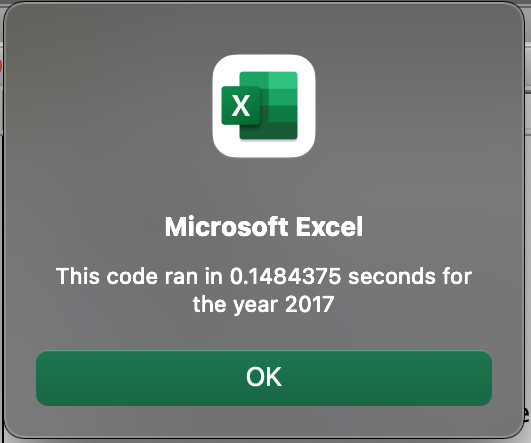 X
Microsoft Excel
This code ran in 0.1484375 seconds for
the year 2017
OK